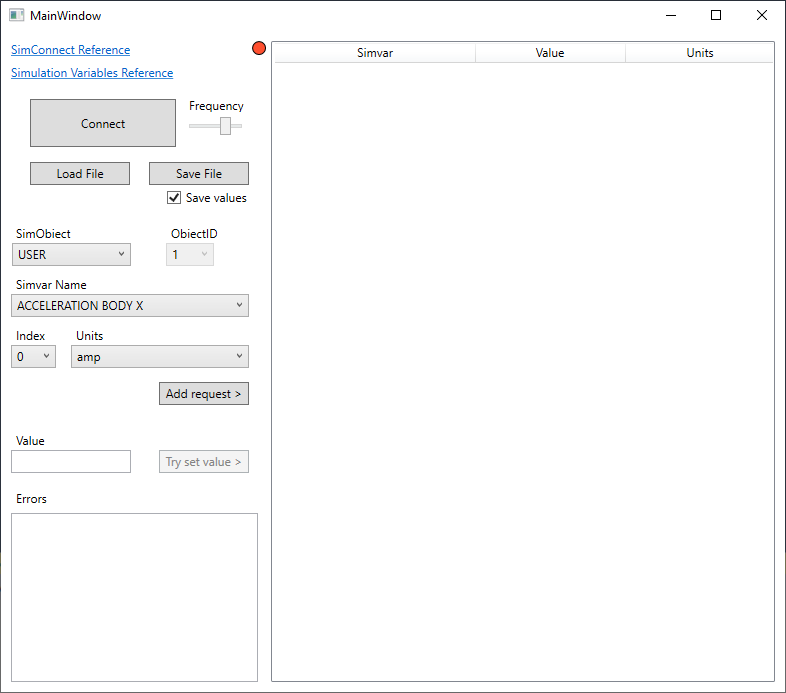 MainWindow
SimConnect Reference
Simulation Variables Reference
Connect
Frequency
Load File
Save File
Save values
SimObject
ObjectID
USER
1
Simvar Name
ACCELERATION BODY X
Index
Units
0
amp
Add request >
Value
Try set value >
Errors
Simvar
Value
Units